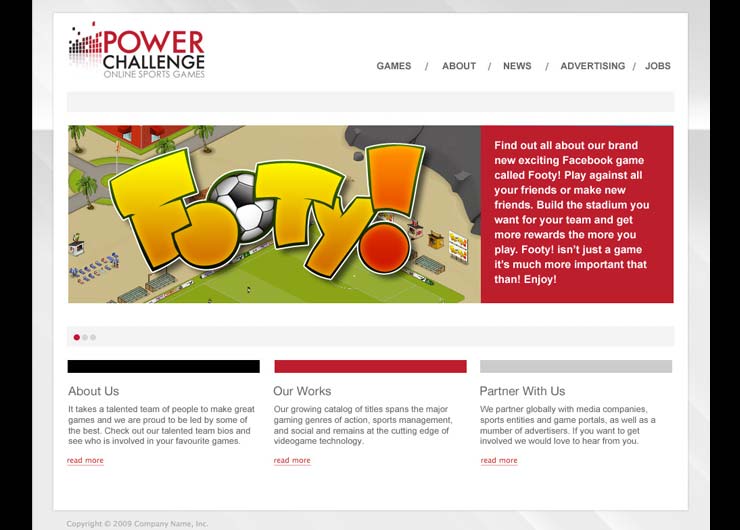 POWER
CHALLENGE
ONLINE SPORTS GAMES
GAMES / ABOUT / NEWS / ADVERTISING / JOBS
FOOTY!
Find out all about our brand
new exciting Facebook game
called Footy! Play against all
your friends or make new
friends. Build the stadium you
want for your team and get
more rewards the more you
play. Footy! isn't just a game
it's much more important that
than! Enjoy!
About Us
It takes a talented team of people to make great
games and we are proud to be led by some of
the best. Check out our talented team bios and
see who is involved in your favourite games.
read more
Our Works
Our growing catalog of titles spans the major
gaming genres of action, sports management,
and social and remains at the cutting edge of
videogame technology.
read more
Partner With Us
We partner globally with media companies,
sports entities and game portals, as well as a
mumber of advertisers. If you want to get
involved we would love to hear from you.
read more
Copyright © 2009 Company Name, Inc.